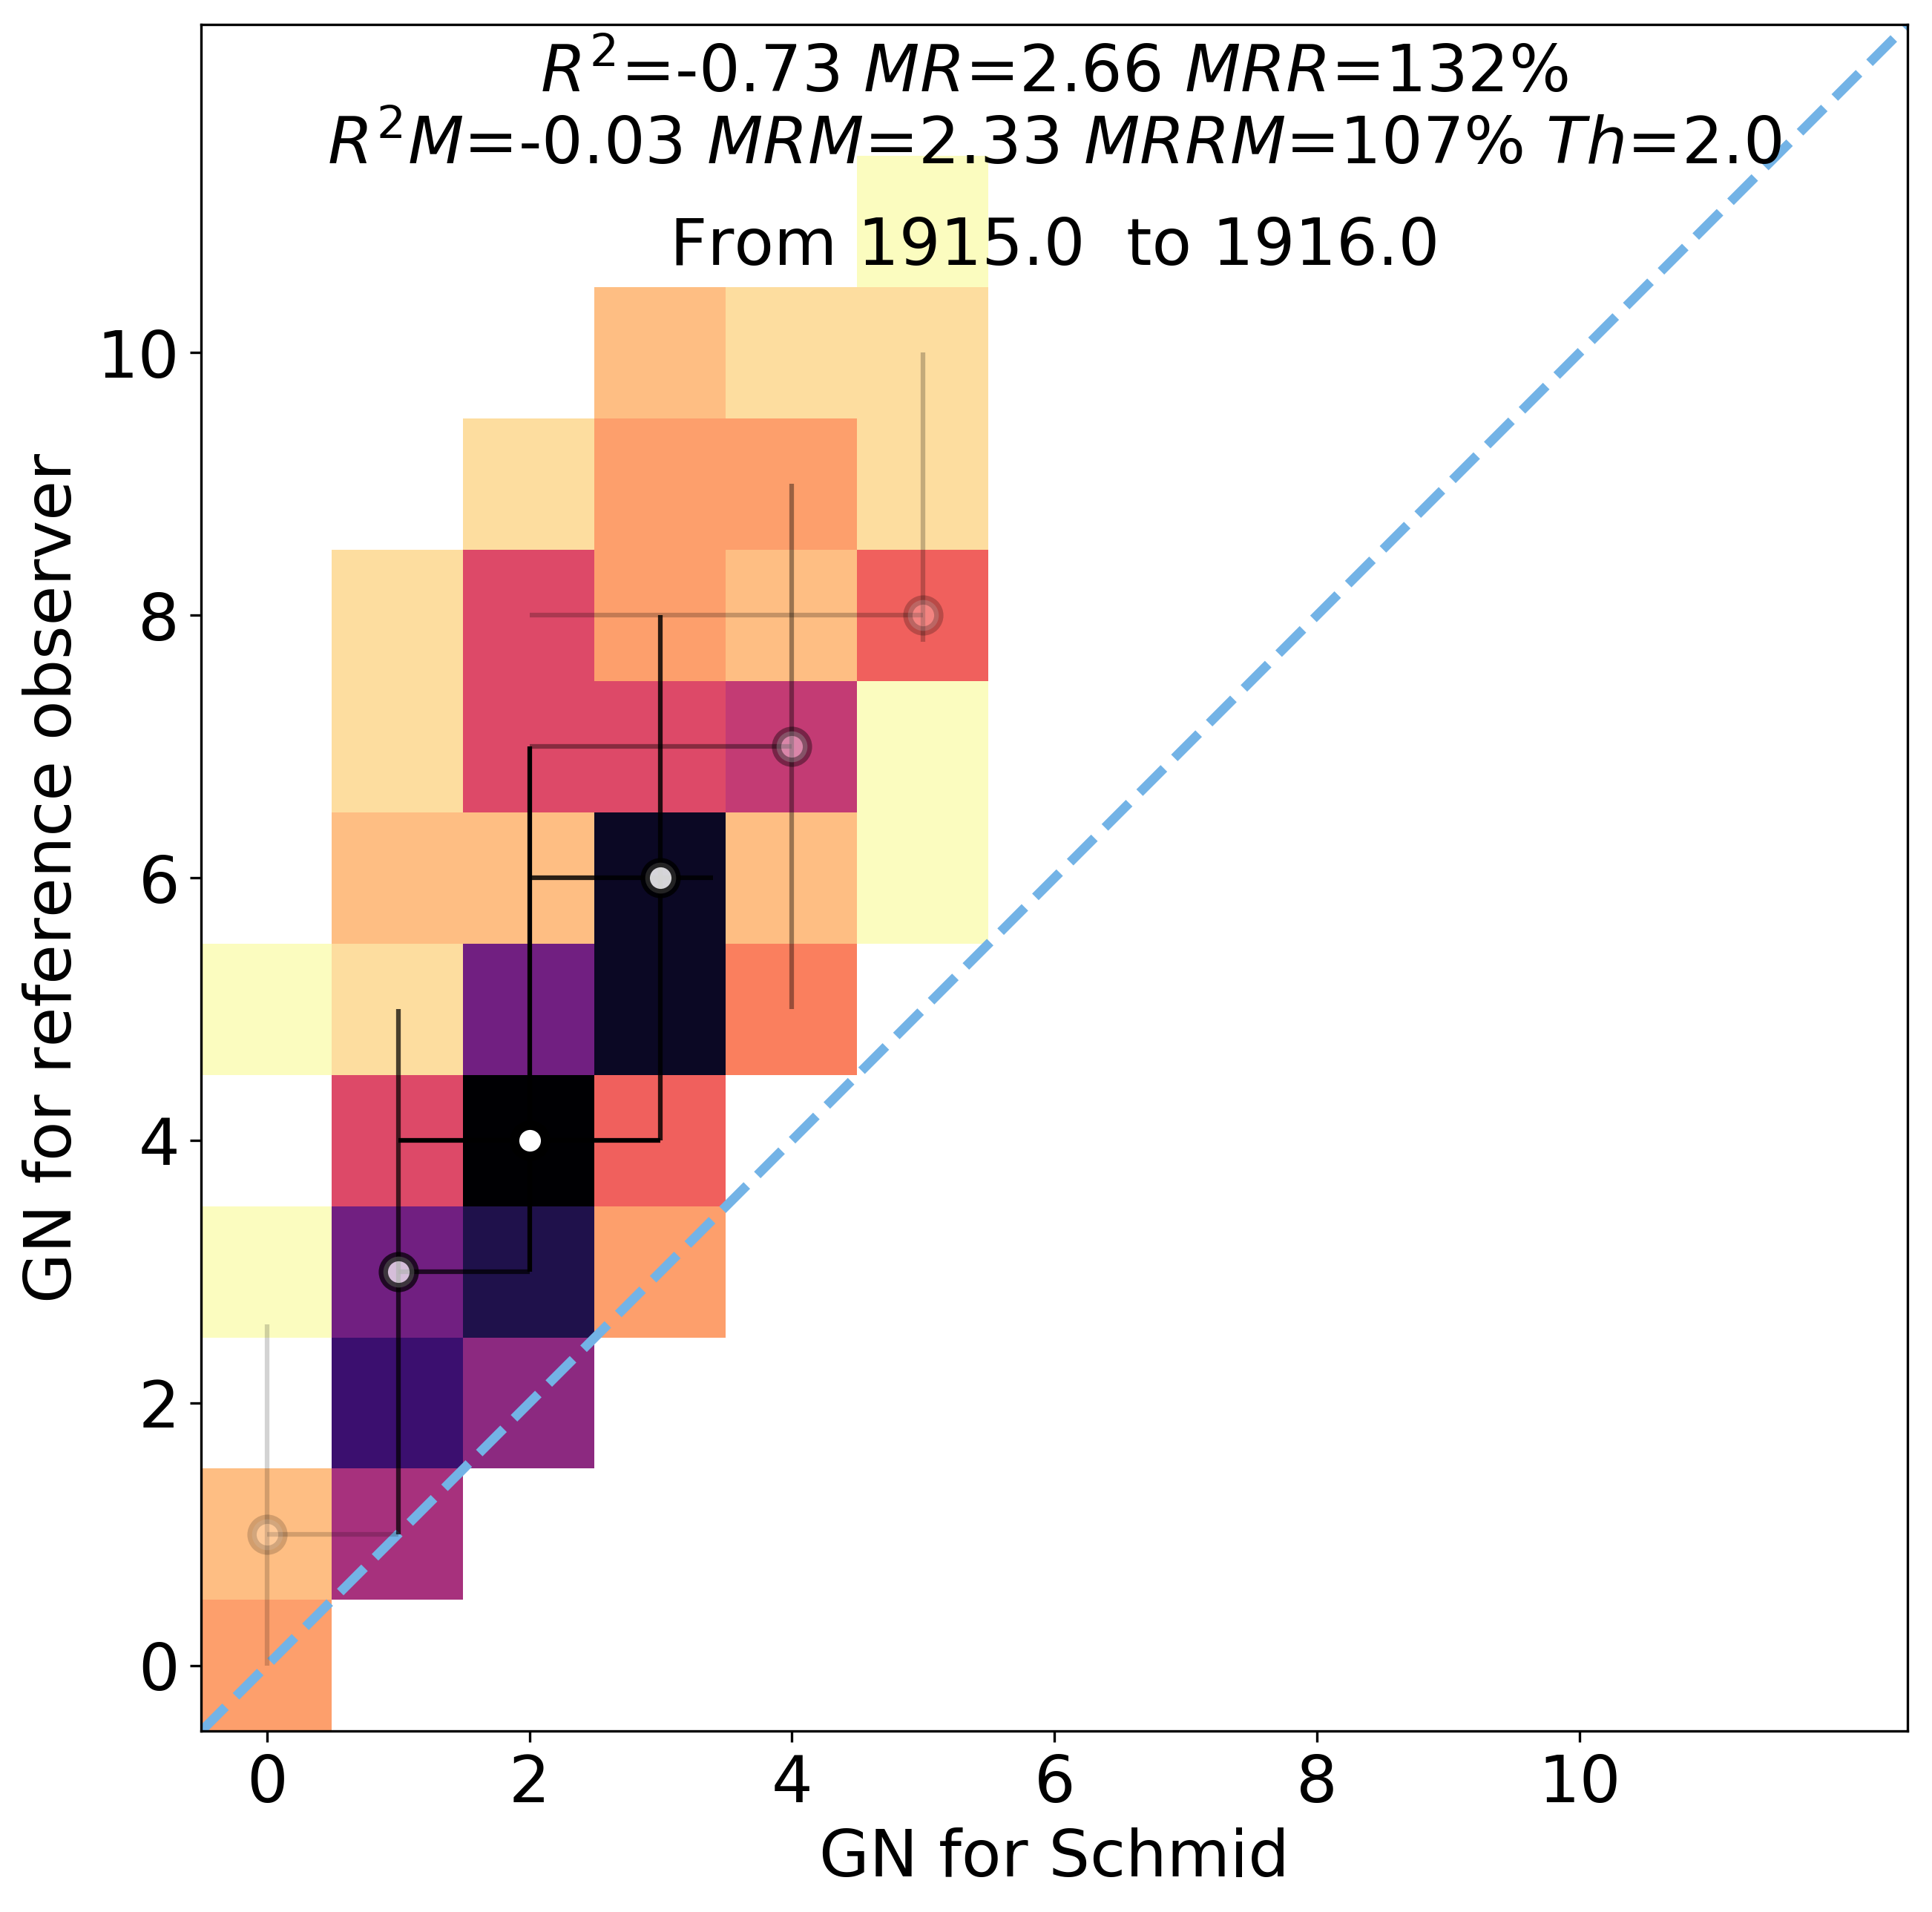 R²=-0.73 MR=2.66 MRR=132%
R²M=-0.03 MRM=2.33 MRRM=107% Th=2.0
From 1915.0  to 1916.0
GN for reference observer
10
8
6
4
2
0
0 2 4 6 8 10
GN for Schmid